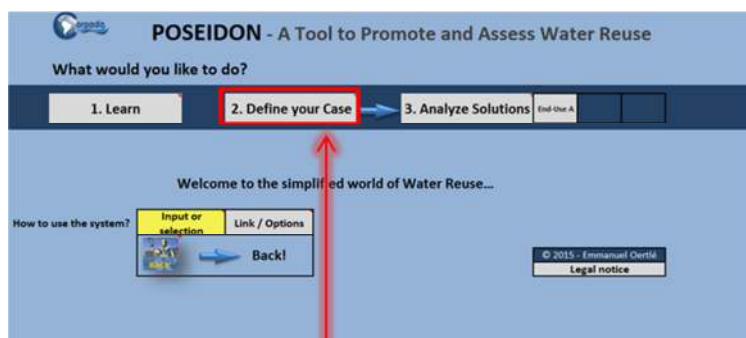 POSEIDON - A Tool to Promote and Assess Water Reuse
What would you like to do?
1. Learn
2. Define your Case
3. Analyze Solutions
End-Use A
Welcome to the simplified world of Water Reuse...
How to use the system?
Input or selection
Link / Options
Back!
© 2015 - Emmanuel Oertlé
Legal notice